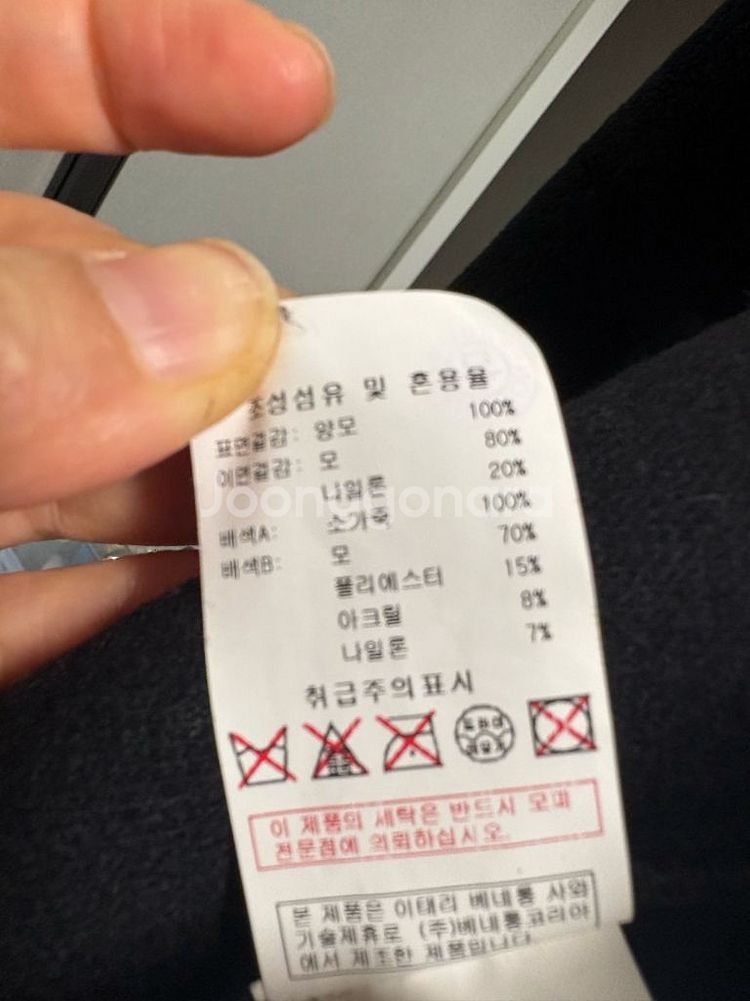 조성섬유 및 혼용율
표면겉감: 양모 100%
이면겉감: 모 80%
나일론 20%
배색A: 소가죽 100%
배색B: 모 70%
폴리에스터 15%
아크릴 8%
나일론 7%
취급주의표시
이 제품의 세탁은 반드시 모피
전문점에 의뢰하십시오.
본 제품은 이태리 베네통 사와
기술제휴로 (주)베네통코리아
에서 제조한 제품입니다.
Joonggonara